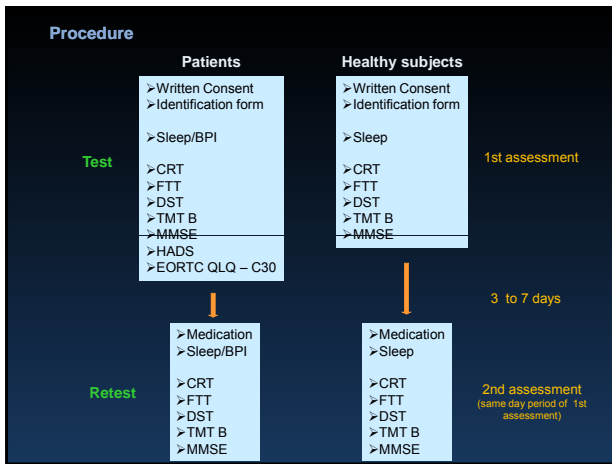 Procedure
Patients
Healthy subjects
Test
➢Written Consent
➢Identification form
➢Sleep/BPI
➢CRT
➢FTT
➢DST
➢TMT B
➢MMSE
➢HADS
➢EORTC QLQ – C30
➢Written Consent
➢Identification form
➢Sleep
➢CRT
➢FTT
➢DST
➢TMT B
➢MMSE
1st assessment
3 to 7 days
Retest
➢Medication
➢Sleep/BPI
➢CRT
➢FTT
➢DST
➢TMT B
➢MMSE
➢Medication
➢Sleep
➢CRT
➢FTT
➢DST
➢TMT B
➢MMSE
2nd assessment
(same day period of 1st
assessment)